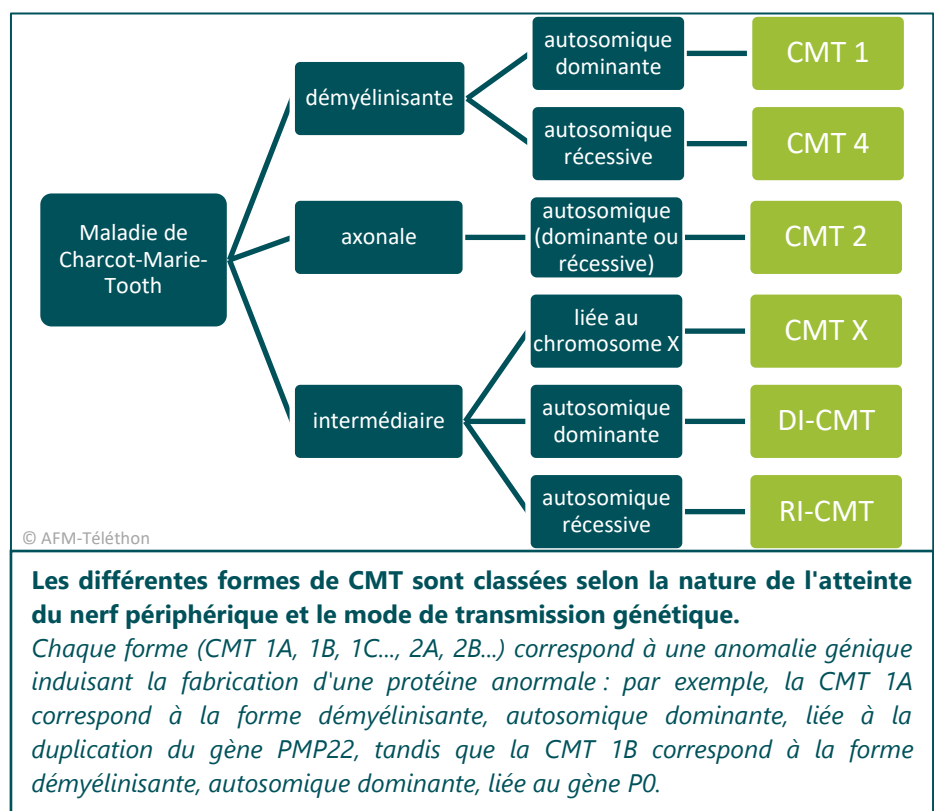 autosomique
dominante
CMT 1
démyélinisante
autosomique
récessive
CMT 4
Maladie de
Charcot-Marie-
Tooth
axonale
autosomique
(dominante ou
récessive)
CMT 2
liée au
chromosome X
CMT X
intermédiaire
autosomique
dominante
DI-CMT
autosomique
récessive
RI-CMT
© AFM-Téléthon
Les différentes formes de CMT sont classées selon la nature de l'atteinte
du nerf périphérique et le mode de transmission génétique.
Chaque forme (CMT 1A, 1B, 1C..., 2A, 2B...) correspond à une anomalie génique
induisant la fabrication d'une protéine anormale : par exemple, la CMT 1A
correspond à la forme démyélinisante, autosomique dominante, liée à la
duplication du gène PMP22, tandis que la CMT 1B correspond à la forme
démyélinisante, autosomique dominante, liée au gène P0.